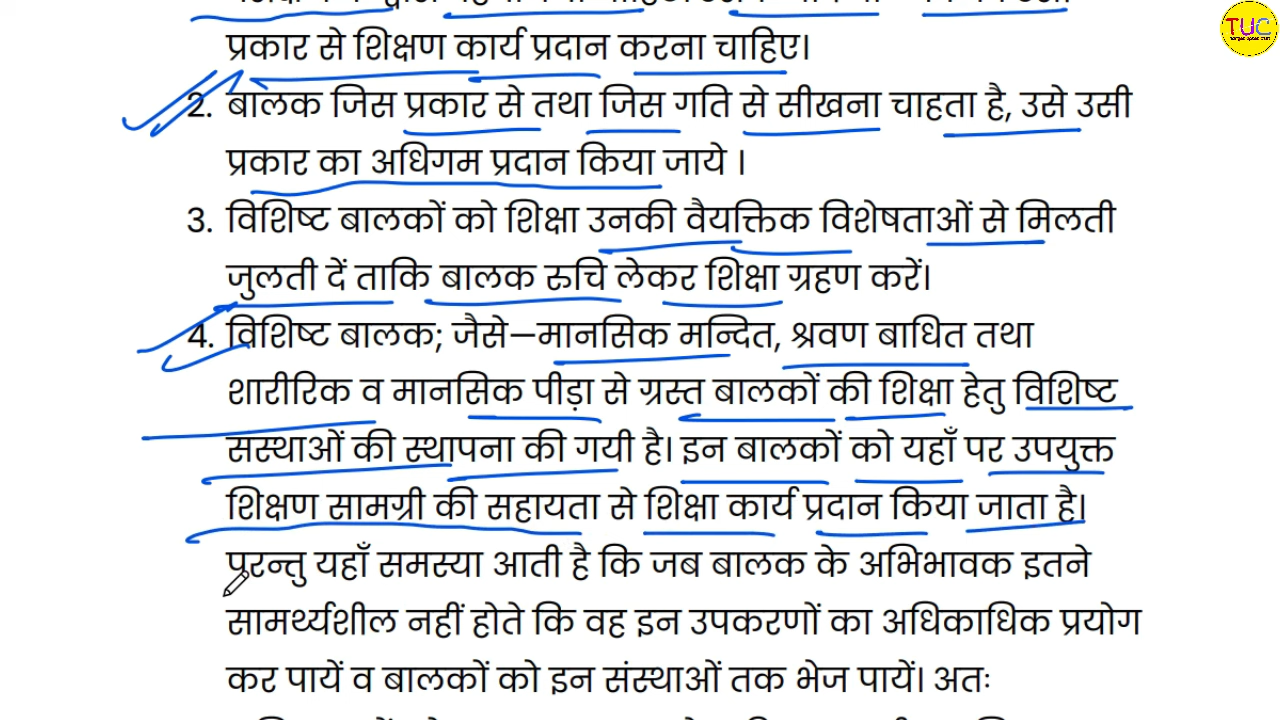 TUC
प्रकार से शिक्षण कार्य प्रदान करना चाहिए।
2. बालक जिस प्रकार से तथा जिस गति से सीखना चाहता है, उसे उसी
प्रकार का अधिगम प्रदान किया जाये ।
3. विशिष्ट बालकों को शिक्षा उनकी वैयक्तिक विशेषताओं से मिलती
जुलती दें ताकि बालक रुचि लेकर शिक्षा ग्रहण करें।
4. विशिष्ट बालक; जैसे—मानसिक मन्दित, श्रवण बाधित तथा
शारीरिक व मानसिक पीड़ा से ग्रस्त बालकों की शिक्षा हेतु विशिष्ट
सस्थाओं की स्थापना की गयी है। इन बालकों को यहाँ पर उपयुक्त
शिक्षण सामग्री की सहायता से शिक्षा कार्य प्रदान किया जाता है।
परन्तु यहाँ समस्या आती है कि जब बालक के अभिभावक इतने
सामर्थ्यशील नहीं होते कि वह इन उपकरणों का अधिकाधिक प्रयोग
कर पायें व बालकों को इन संस्थाओं तक भेज पायें। अतः